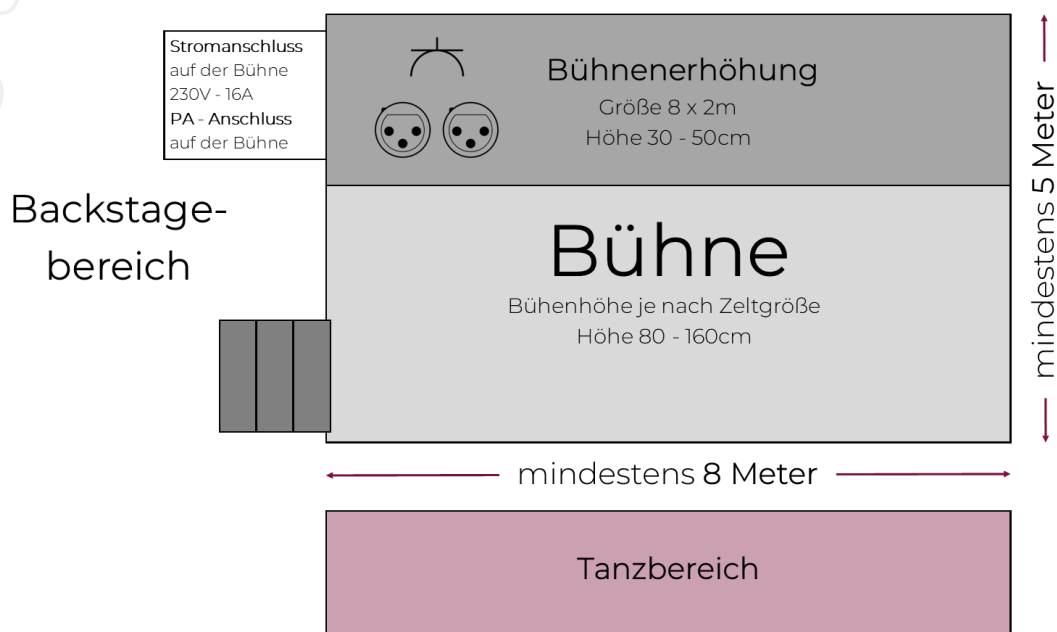 Stromanschluss
auf der Bühne
230V - 16A
PA - Anschluss
auf der Bühne
Bühnenerhöhung
Größe 8 x 2m
Höhe 30 - 50cm
Backstage-
bereich
Bühne
Bühenhöhe je nach Zeltgröße
Höhe 80 - 160cm
mindestens 5 Meter
mindestens 8 Meter
Tanzbereich